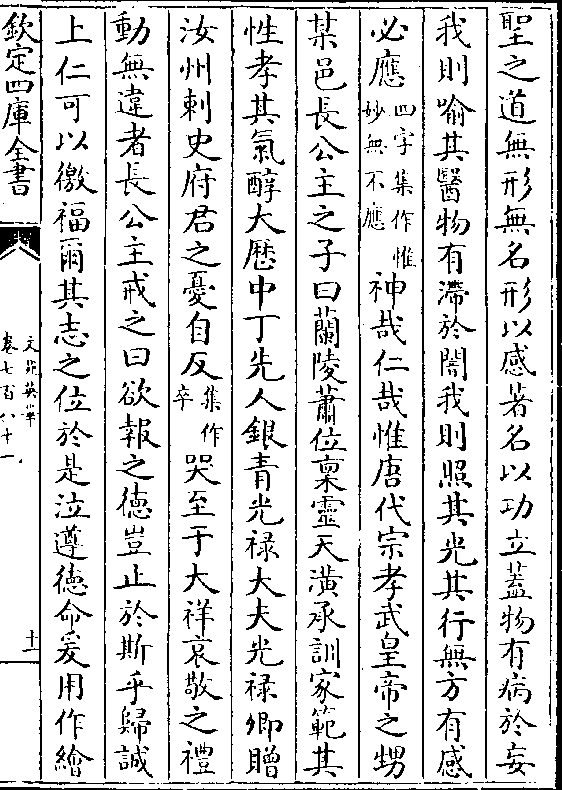 聖之道無形無名形以感著名以功立蓋物有病於妄
我則喻其醫物有滯於闇我則照其光其行無方有感
必應四字集作惟妙無不應神哉仁哉惟唐代宗孝武皇帝之甥
某邑長公主之子曰蘭陵蕭位稟靈天潢承訓家範其
性孝其氣醇大歷中丁先人銀青光祿大夫光祿卿贈
汝州刺史府君之憂自反集作卒哭至于大祥哀敬之禮
動無違者長公主戒之曰欲報之德豈止於斯乎歸誠
上仁可以徼福爾其志之位於是泣遵德命爰用作繪
欽定四庫全書
文苑英華
卷七百八十一
十一